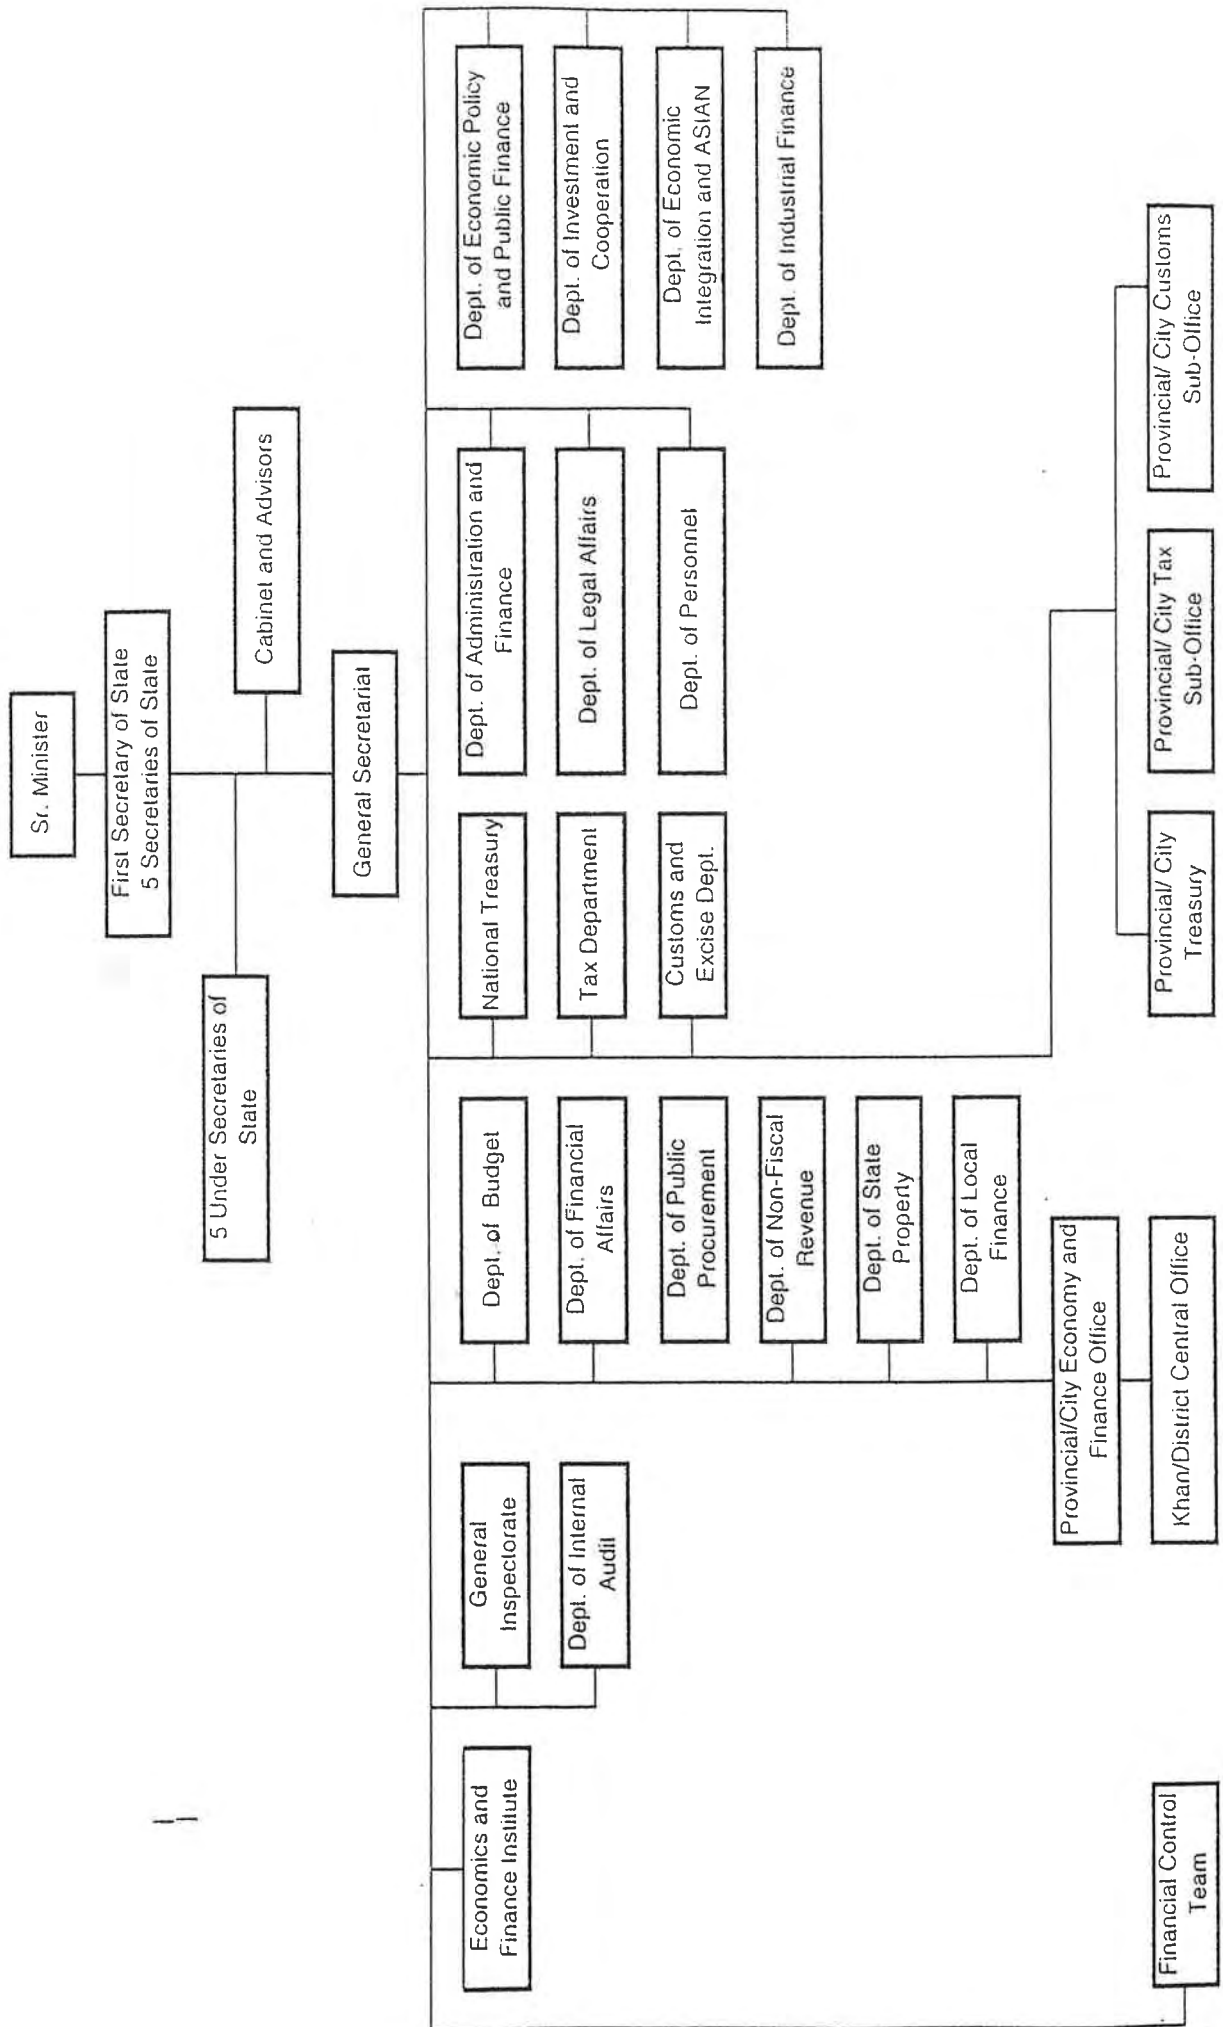 Sr. Minister
First Secretary of State
5 Secretaries of State
5 Under Secretaries of
State
Cabinet and Advisors
General Secretarial
Economics and
Finance Institute
General
Inspectorate
Dept. of Internal
Audit
Dept. of Budget
Dept. of Financial
Affairs
Dept. of Public
Procurement
Dept. of Non-Fiscal
Revenue
Dept. of State
Property
Dept. of Local
Finance
National Treasury
Tax Department
Customs and
Excise Dept.
Dept. of Administration and
Finance
Dept. of Legal Affairs
Dept. of Personnel
Dept. of Economic Policy
and Public Finance
Dept. of Investment and
Cooperation
Dept. of Economic
Integration and ASIAN
Dept. of Industrial Finance
Financial Control
Team
Provincial/City Economy and
Finance Office
Khan/District Central Office
Provincial/ City
Treasury
Provincial/ City Tax
Sub-Office
Provincial/ City Customs
Sub-Office